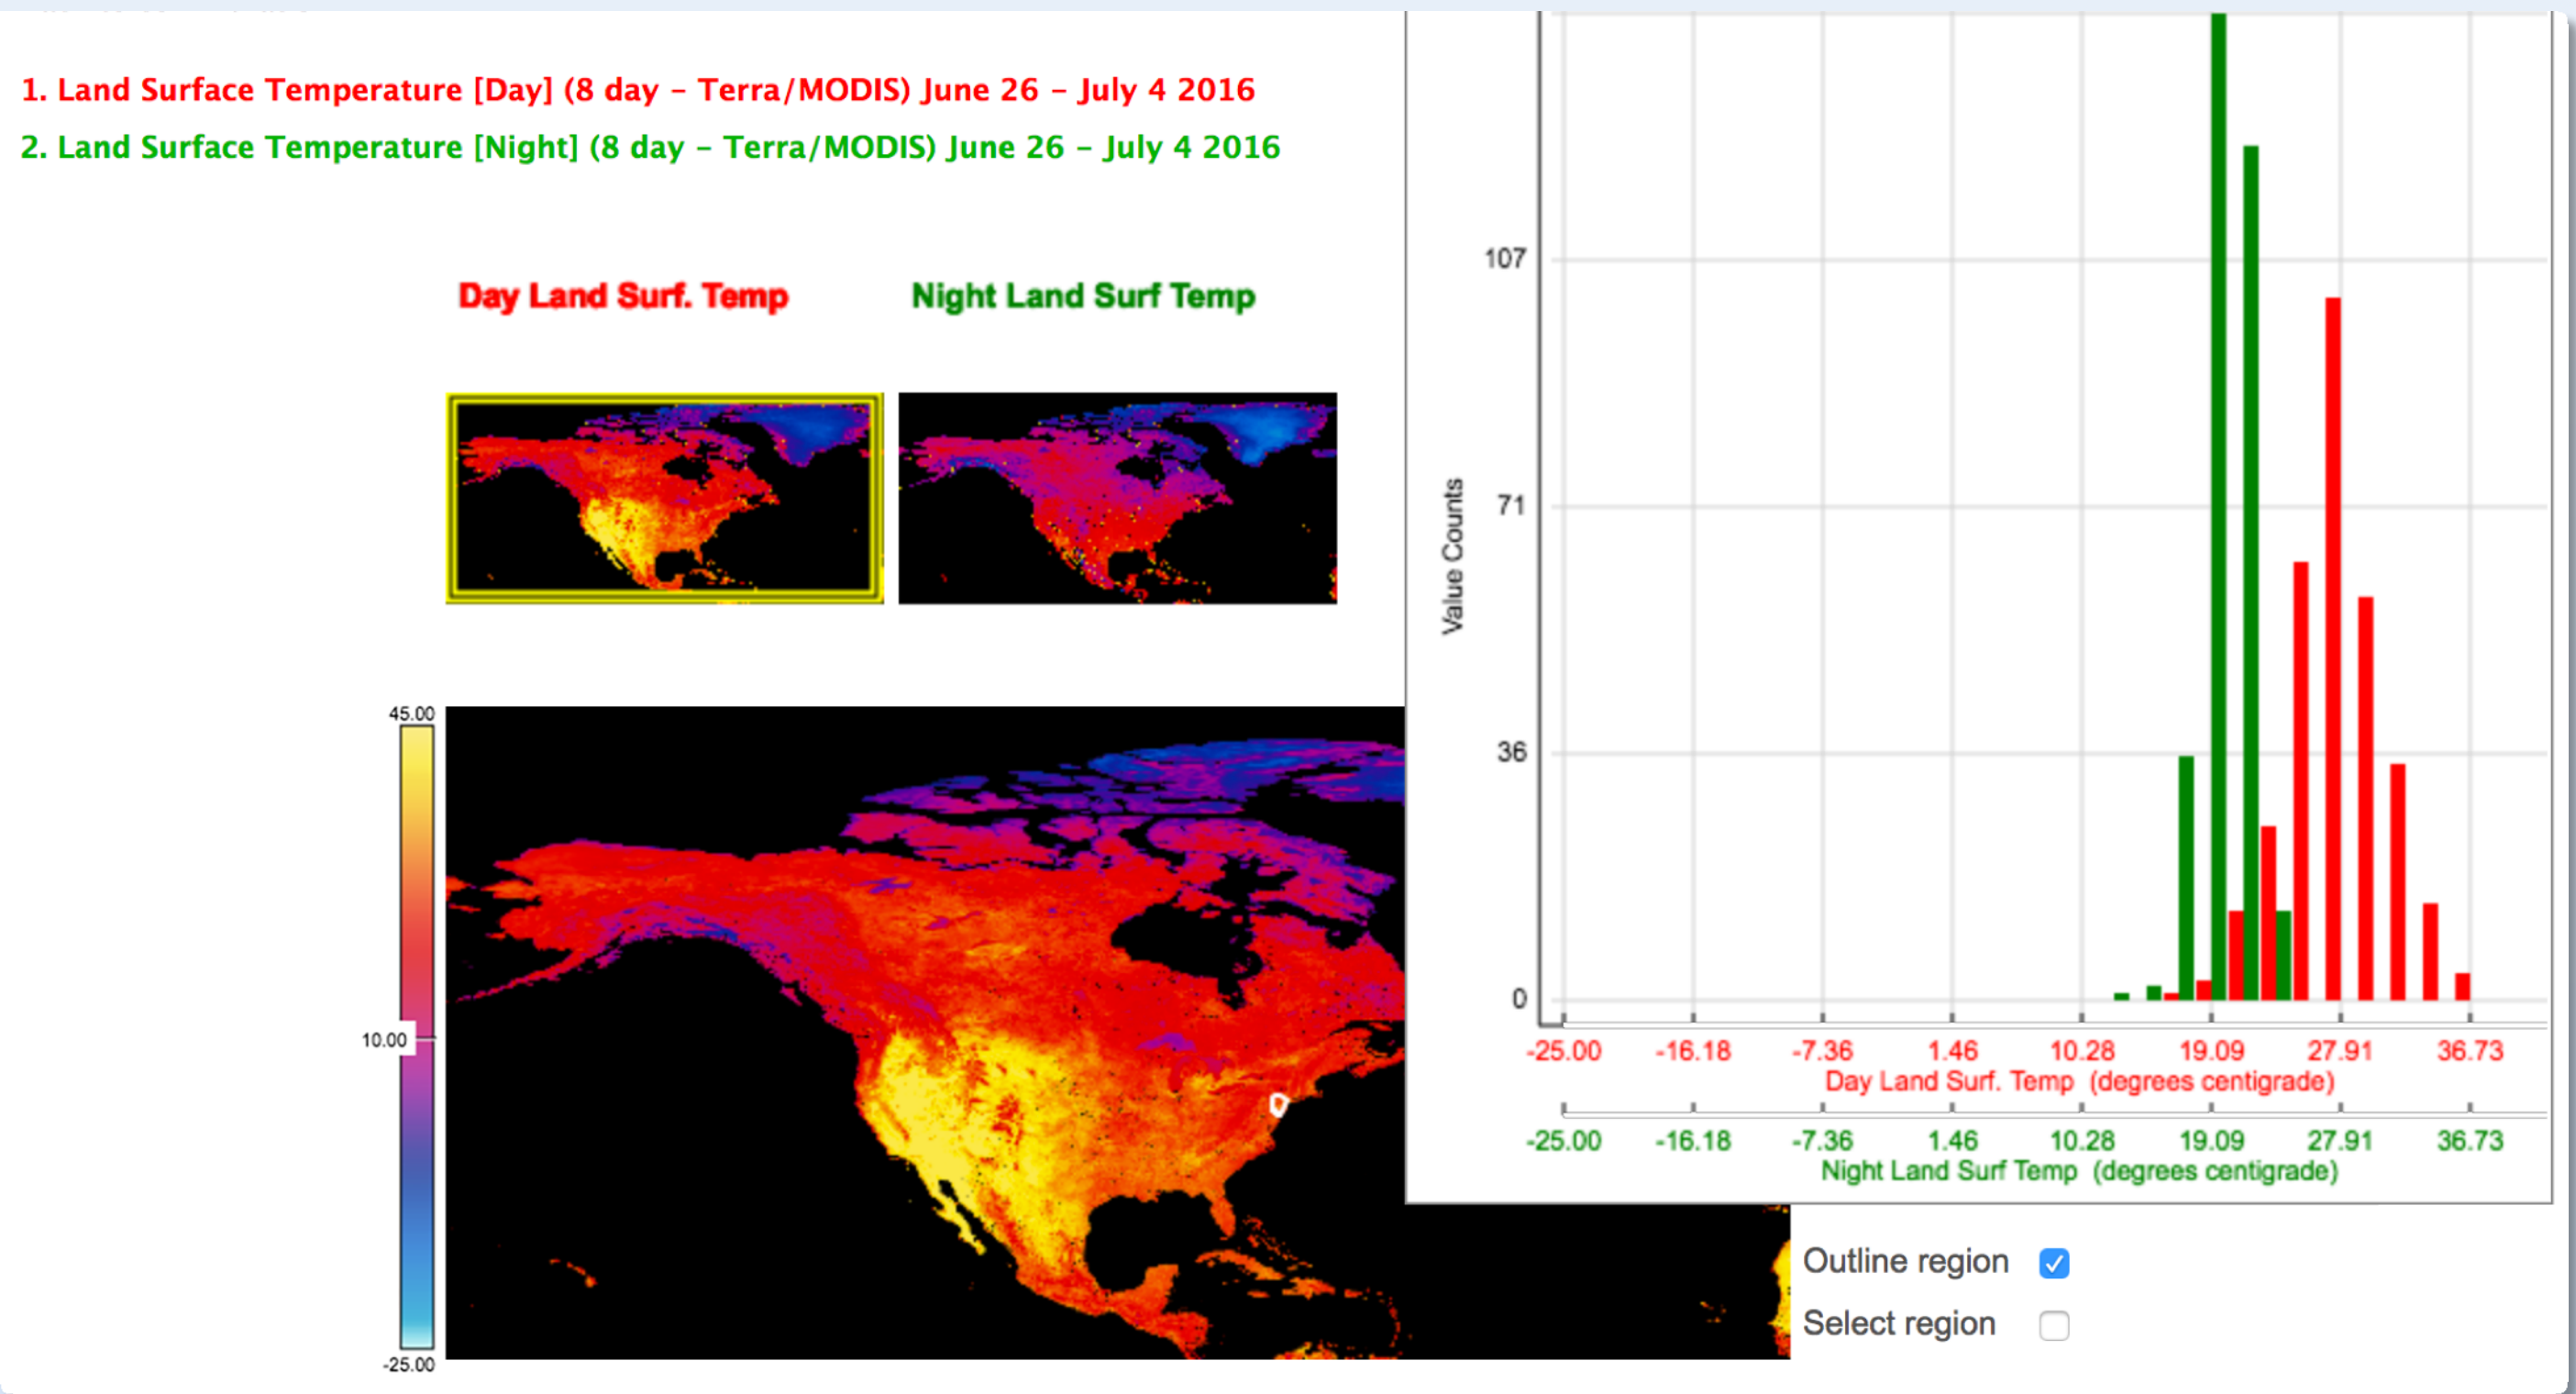 1. Land Surface Temperature [Day] (8 day – Terra/MODIS) June 26 – July 4 2016
2. Land Surface Temperature [Night] (8 day – Terra/MODIS) June 26 – July 4 2016
Day Land Surf. Temp
Night Land Surf Temp
45.00
10.00
-25.00
Value Counts
107
71
36
0
-25.00 -16.18 -7.36 1.46 10.28 19.09 27.91 36.73
Day Land Surf. Temp (degrees centigrade)
-25.00 -16.18 -7.36 1.46 10.28 19.09 27.91 36.73
Night Land Surf Temp (degrees centigrade)
Outline region
Select region